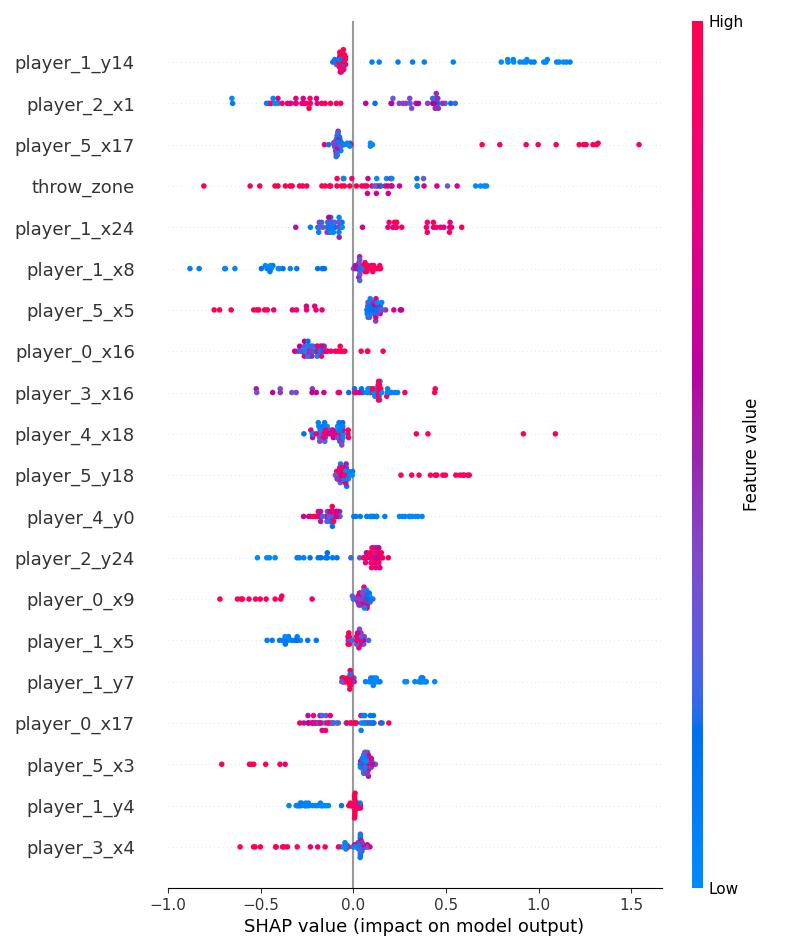 High
player_1_y14
player_2_x1
player_5_x17
throw_zone
player_1_x24
player_1_x8
player_5_x5
player_0_x16
player_3_x16
player_4_x18
player_5_y18
player_4_y0
player_2_y24
player_0_x9
player_1_x5
player_1_y7
player_0_x17
player_5_x3
player_1_y4
player_3_x4
Feature value
Low
−1.0 −0.5 0.0 0.5 1.0 1.5
SHAP value (impact on model output)